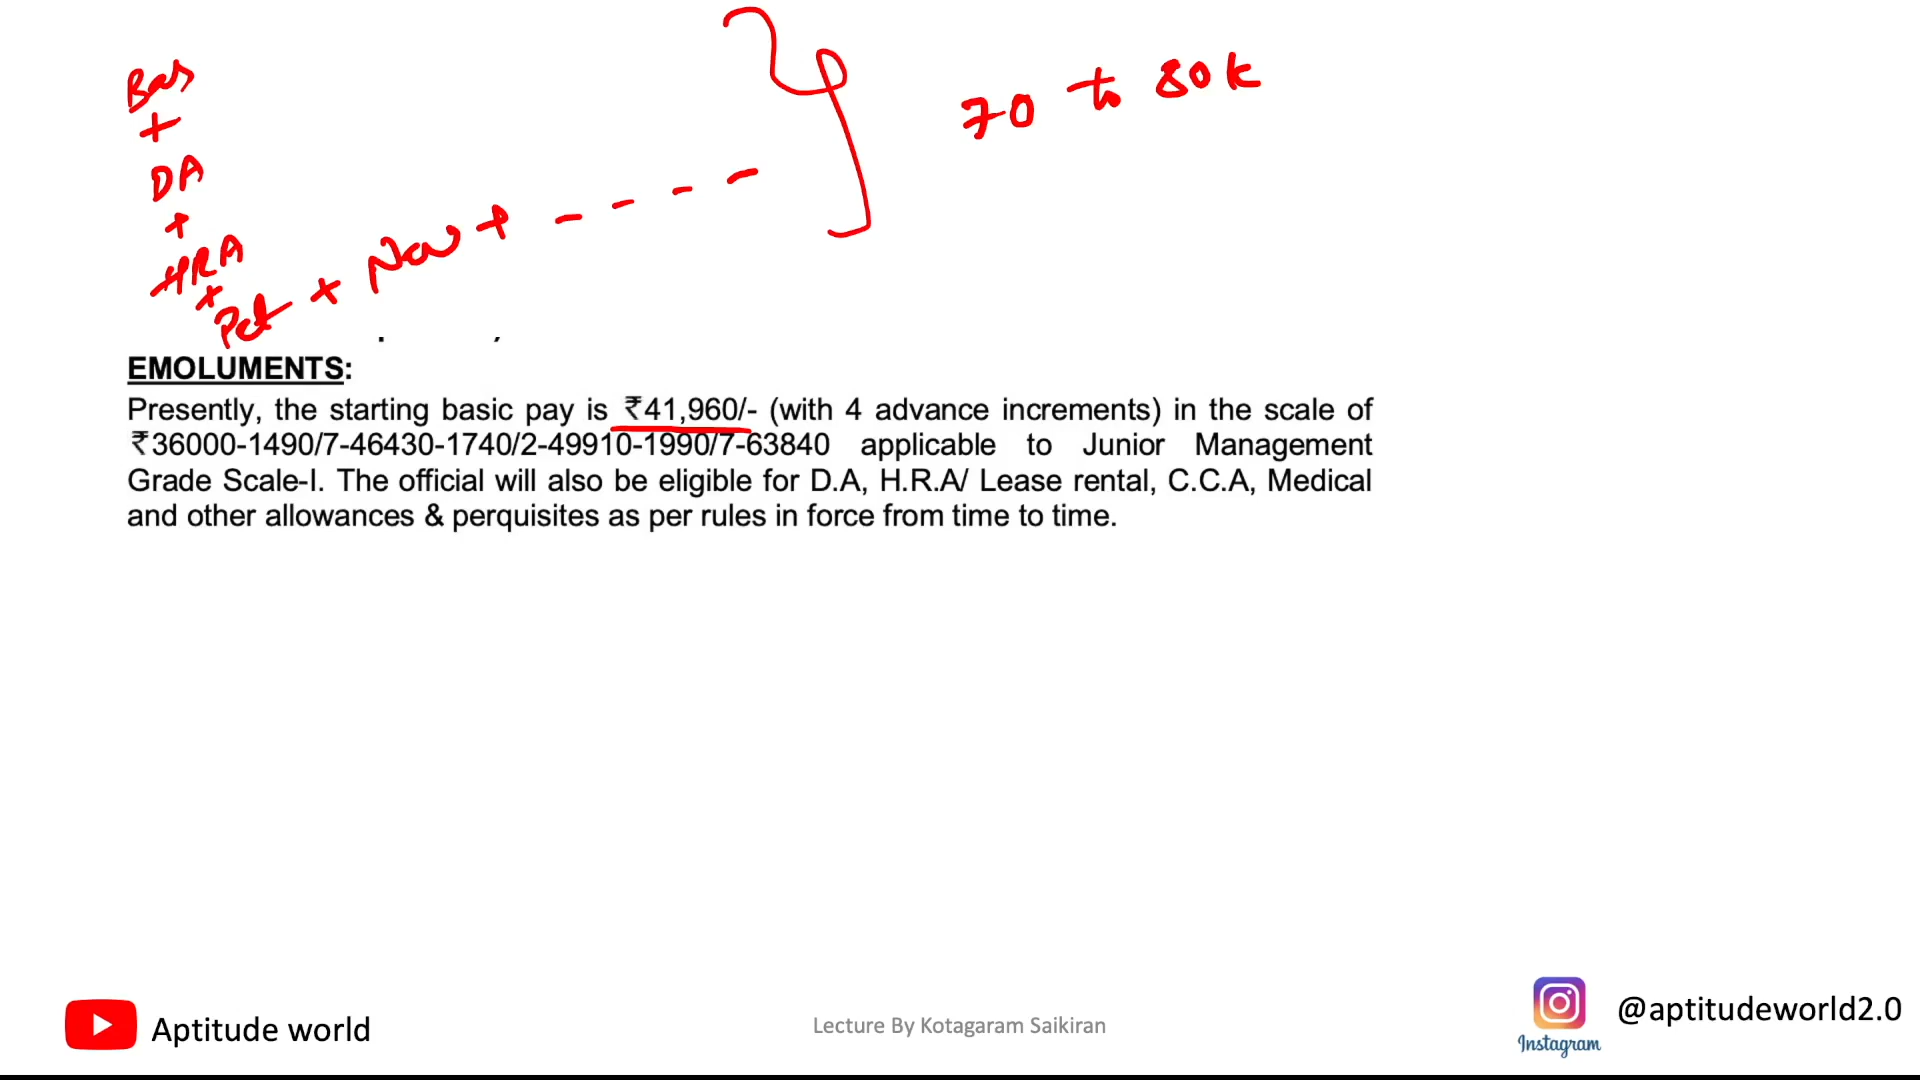 Bas
+
DA
+
HRA
+
Pet + New + - - - -
70 to 80k
EMOLUMENTS:
Presently, the starting basic pay is ₹41,960/- (with 4 advance increments) in the scale of
₹36000-1490/7-46430-1740/2-49910-1990/7-63840 applicable to Junior Management
Grade Scale-I. The official will also be eligible for D.A, H.R.A/ Lease rental, C.C.A, Medical
and other allowances & perquisites as per rules in force from time to time.
Aptitude world
Lecture By Kotagaram Saikiran
Instagram
@aptitudeworld2.0